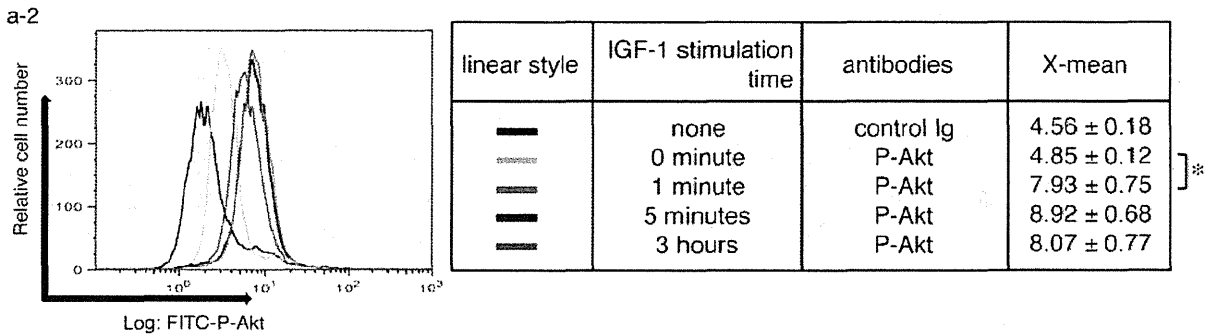 a-2
Relative cell number
300
200
100
0
10⁰
10¹
10²
10³
Log: FITC-P-Akt
linear style
IGF-1 stimulation time
antibodies
X-mean
none
control Ig
4.56 ± 0.18
0 minute
P-Akt
4.85 ± 0.12
1 minute
P-Akt
7.93 ± 0.75
5 minutes
P-Akt
8.92 ± 0.68
3 hours
P-Akt
8.07 ± 0.77
*